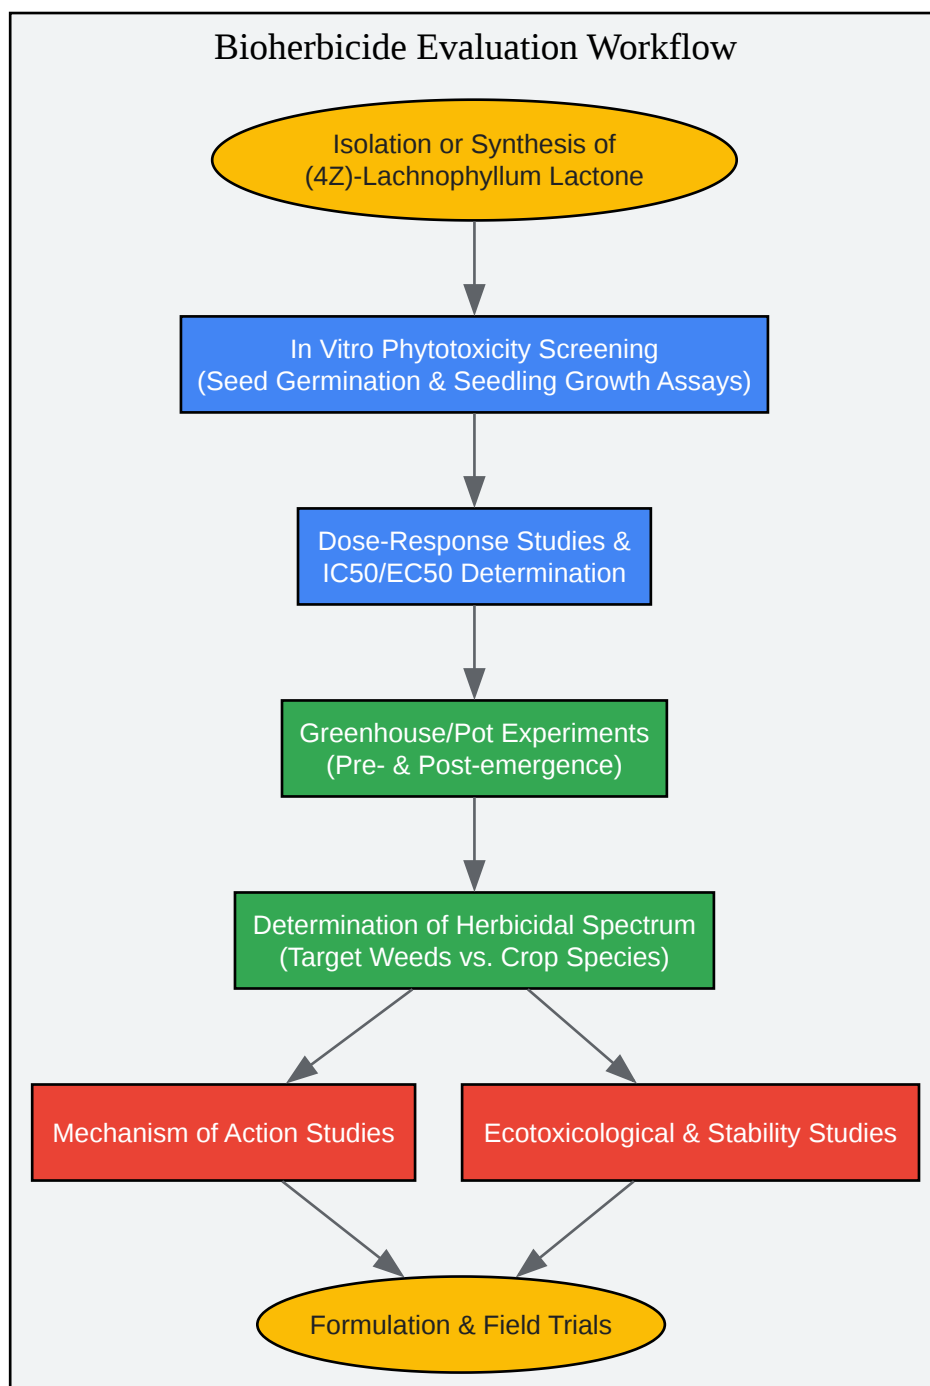 Bioherbicide Evaluation Workflow
Isolation or Synthesis of
(4Z)-Lachnophyllum Lactone
In Vitro Phytotoxicity Screening
(Seed Germination & Seedling Growth Assays)
Dose-Response Studies &
IC50/EC50 Determination
Greenhouse/Pot Experiments
(Pre- & Post-emergence)
Determination of Herbicidal Spectrum
(Target Weeds vs. Crop Species)
Mechanism of Action Studies
Ecotoxicological & Stability Studies
Formulation & Field Trials